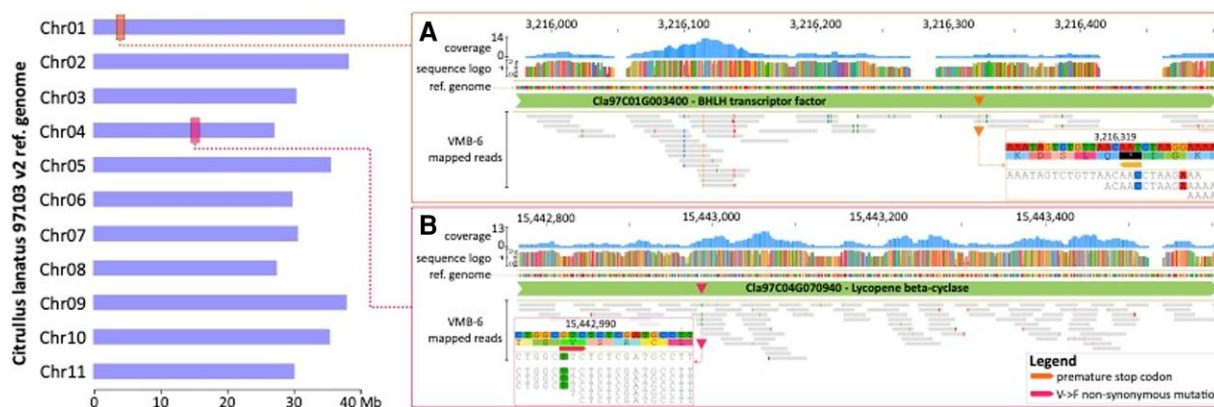 Citrullus lanatus 97103 v2 ref. genome
Chr01
Chr02
Chr03
Chr04
Chr05
Chr06
Chr07
Chr08
Chr09
Chr10
Chr11
0 10 20 30 40 Mb
A
3,216,000 3,216,100 3,216,200 3,216,300 3,216,400
14
coverage
0
sequence logo
ref. genome
Cla97C01G003400 - BHLH transcriptor factor
VMB-6
mapped reads
3,216,319
AAATAGTCTGTTAACAATCTAAGGAAAA
K D S L Q * I G K
AAATAGTCTGTTAACAACCTAAGAAA
ACAACCTAAGAAAAA
AAAA
B
15,442,800 15,443,000 15,443,200 15,443,400
13
coverage
0
sequence logo
ref. genome
Cla97C04G070940 - Lycopene beta-cyclase
VMB-6
mapped reads
15,442,990
Legend
premature stop codon
V->F non-synonymous mutation